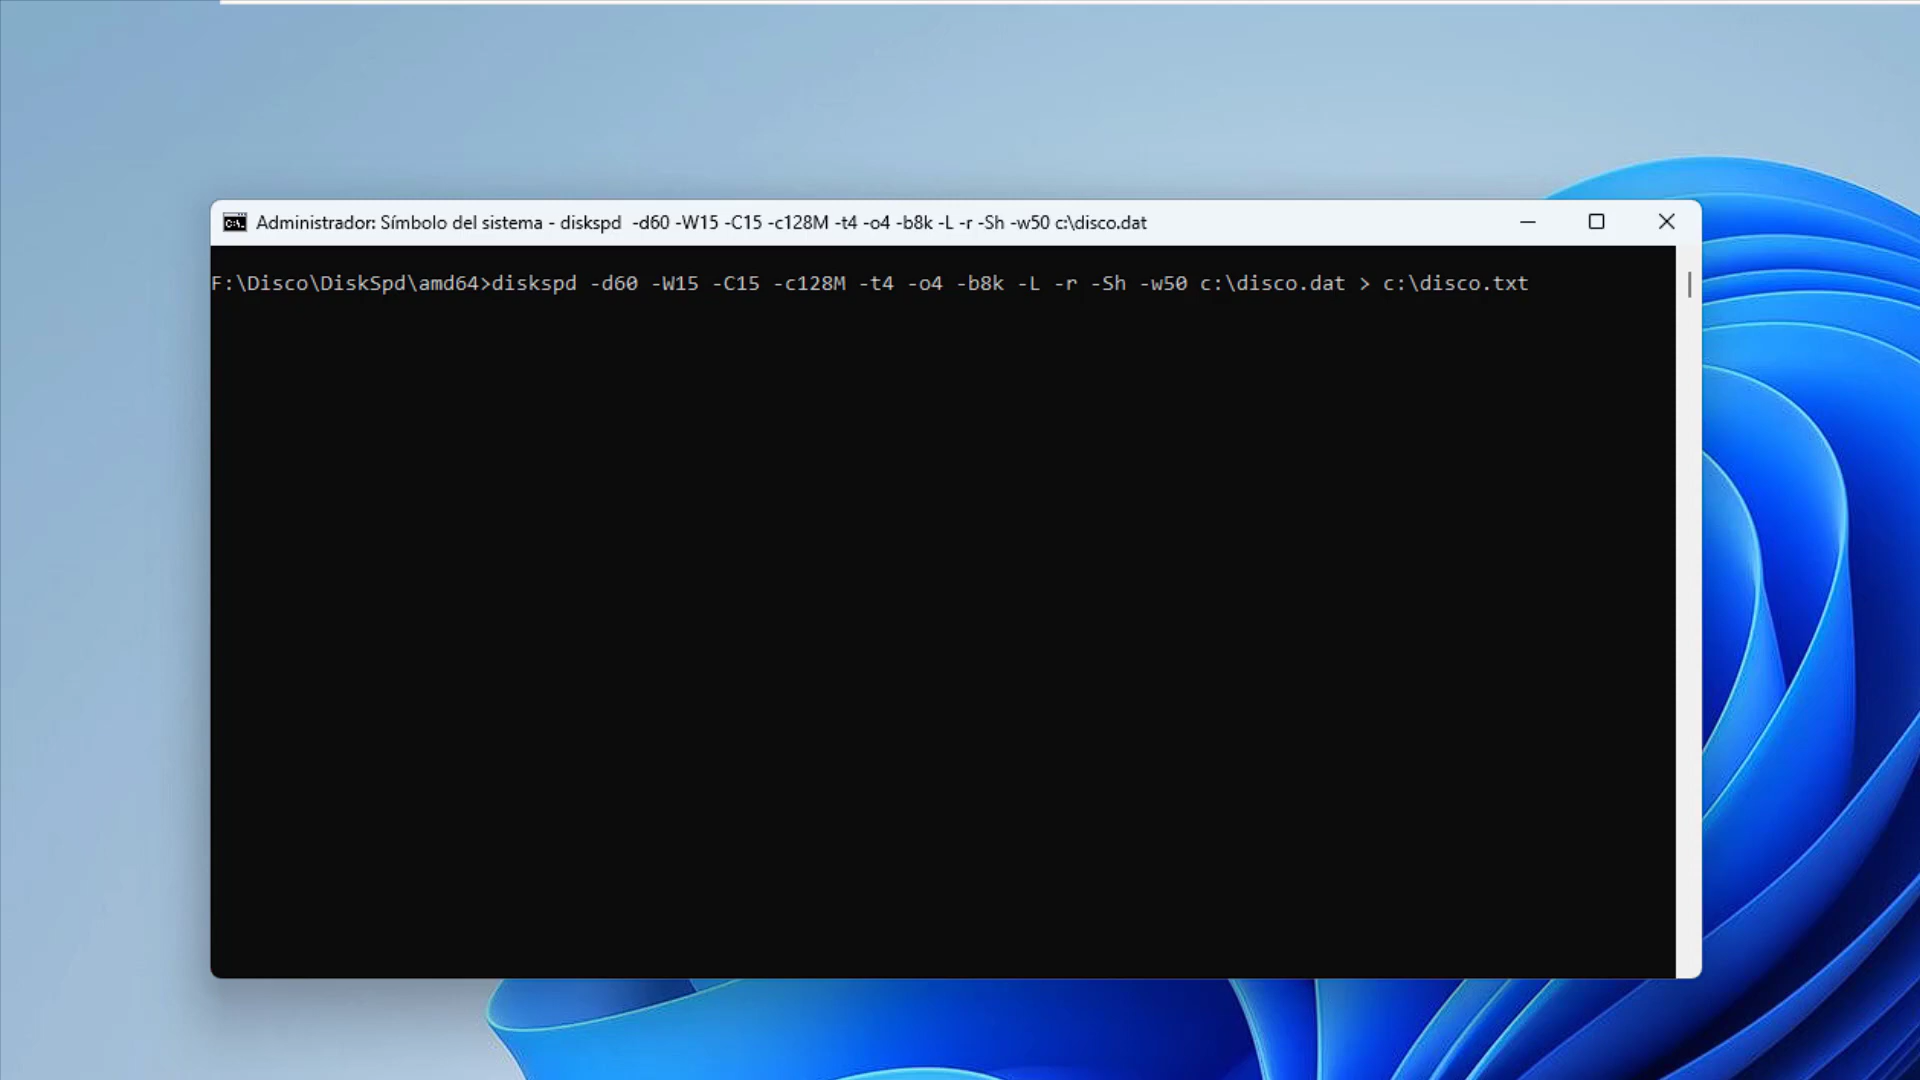 Administrador: Símbolo del sistema - diskspd  -d60 -W15 -C15 -c128M -t4 -o4 -b8k -L -r -Sh -w50 c:\disco.dat
F:\Disco\DiskSpd\amd64>diskspd -d60 -W15 -C15 -c128M -t4 -o4 -b8k -L -r -Sh -w50 c:\disco.dat > c:\disco.txt